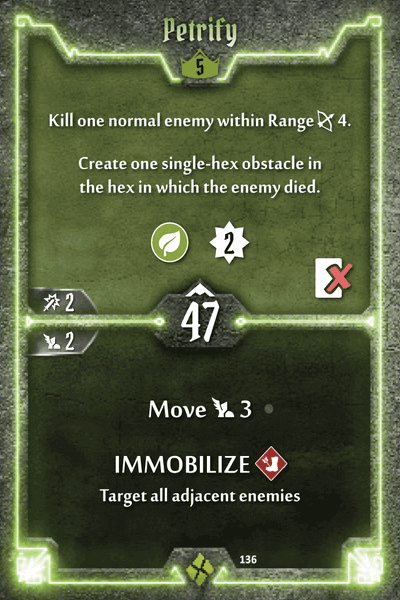 Petrify
5
Kill one normal enemy within Range 4.
Create one single-hex obstacle in
the hex in which the enemy died.
2
2
47
2
Move 3
IMMOBILIZE
Target all adjacent enemies
136